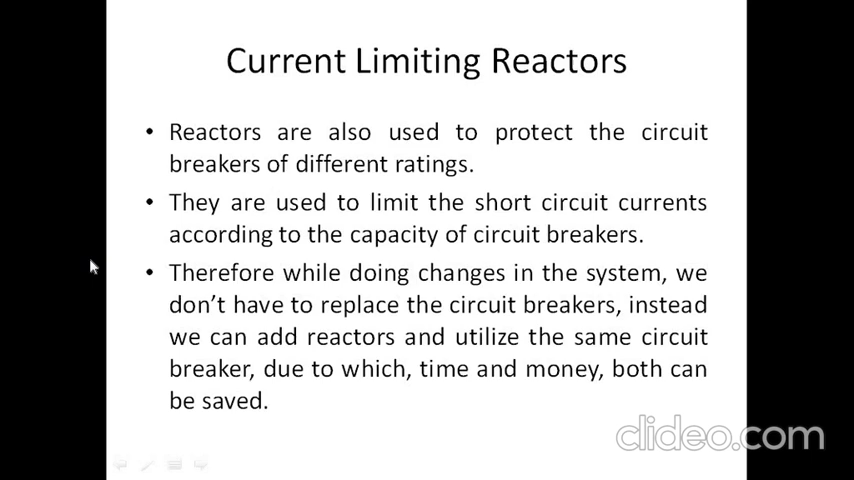 Current Limiting Reactors
• Reactors are also used to protect the circuit
breakers of different ratings.
• They are used to limit the short circuit currents
according to the capacity of circuit breakers.
• Therefore while doing changes in the system, we
don't have to replace the circuit breakers, instead
we can add reactors and utilize the same circuit
breaker, due to which, time and money, both can
be saved.
clideo.com